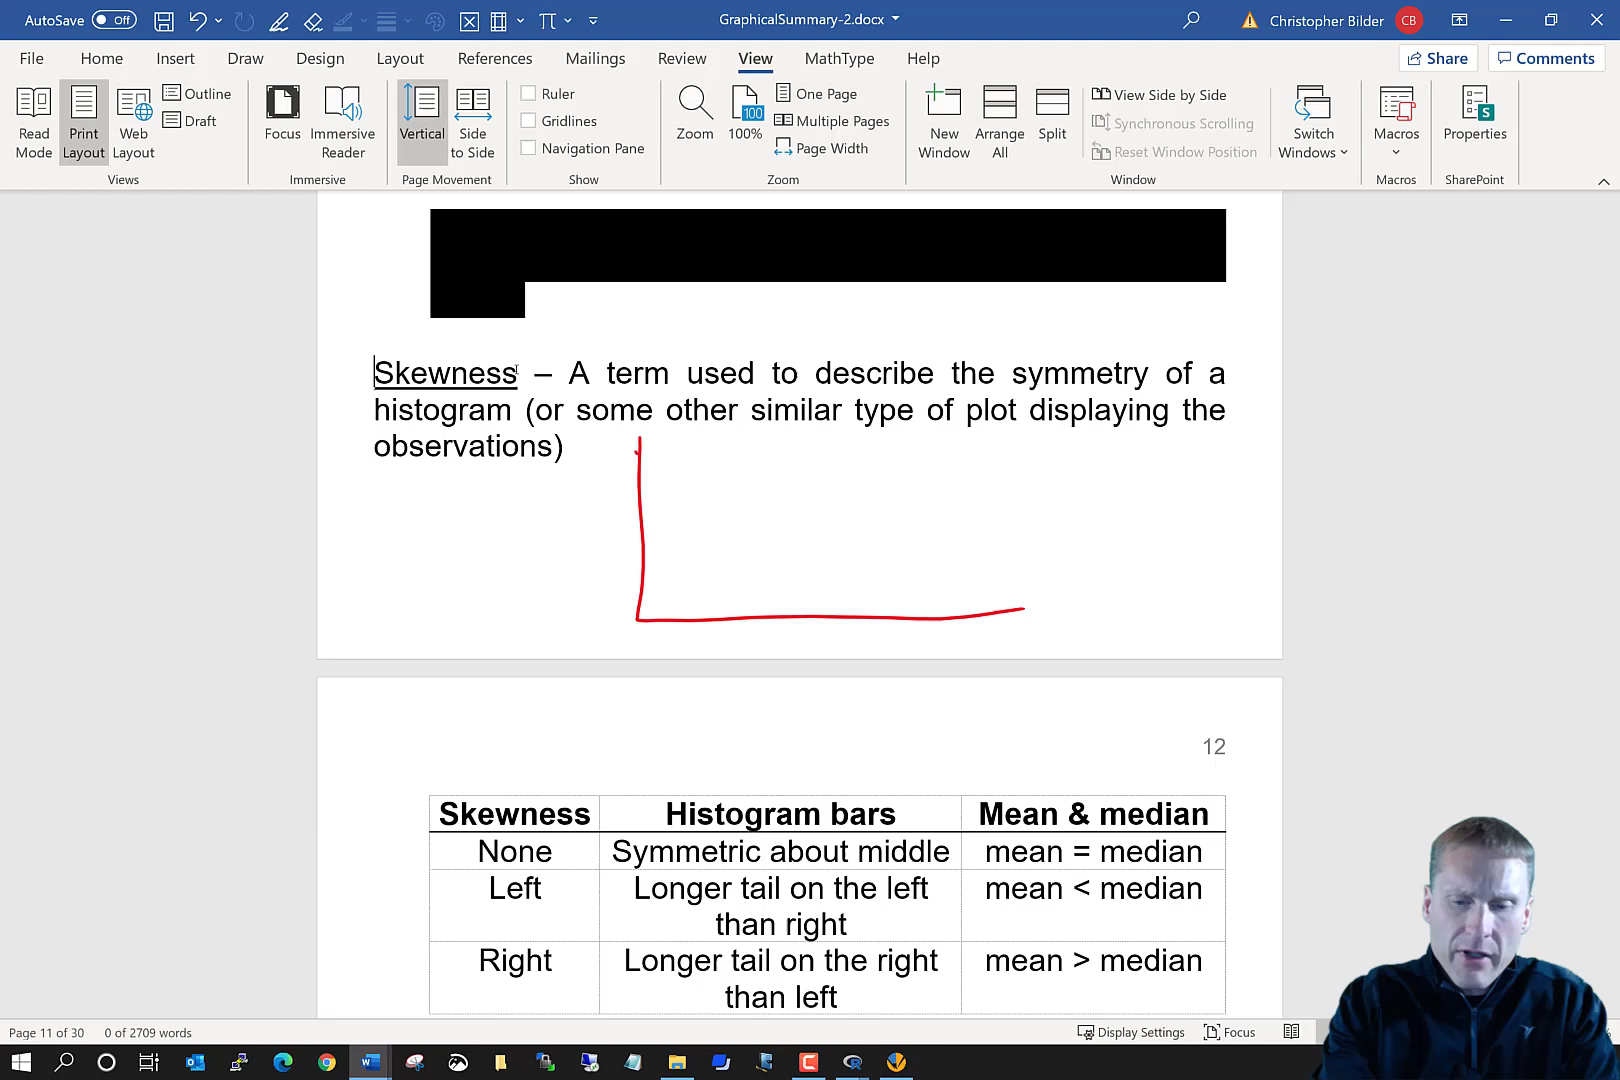 AutoSave Off GraphicalSummary-2.docx Christopher Bilder CB
File Home Insert Draw Design Layout References Mailings Review View MathType Help Share Comments
Read Mode
Print Layout
Web Layout
Outline
Draft
Views
Focus
Immersive Reader
Immersive
Vertical
Side to Side
Page Movement
Ruler
Gridlines
Navigation Pane
Show
Zoom
100
100%
One Page
Multiple Pages
Page Width
Zoom
New Window
Arrange All
Split
View Side by Side
Synchronous Scrolling
Reset Window Position
Switch Windows
Window
Macros
Macros
S
Properties
SharePoint
Skewness – A term used to describe the symmetry of a
histogram (or some other similar type of plot displaying the
observations)
12
Skewness Histogram bars Mean & median
None Symmetric about middle mean = median
Left Longer tail on the left than right mean < median
Right Longer tail on the right than left mean > median
Page 11 of 30 0 of 2709 words Display Settings Focus